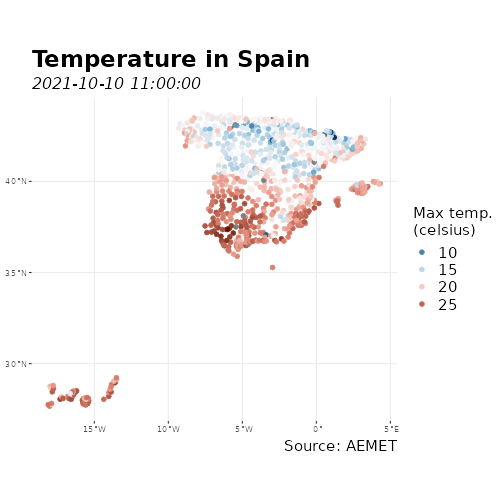 Temperature in Spain
2021-10-10 11:00:00
40°N
35°N
30°N
15°W
10°W
5°W
0°
5°E
Max temp.
(celsius)
10
15
20
25
Source: AEMET